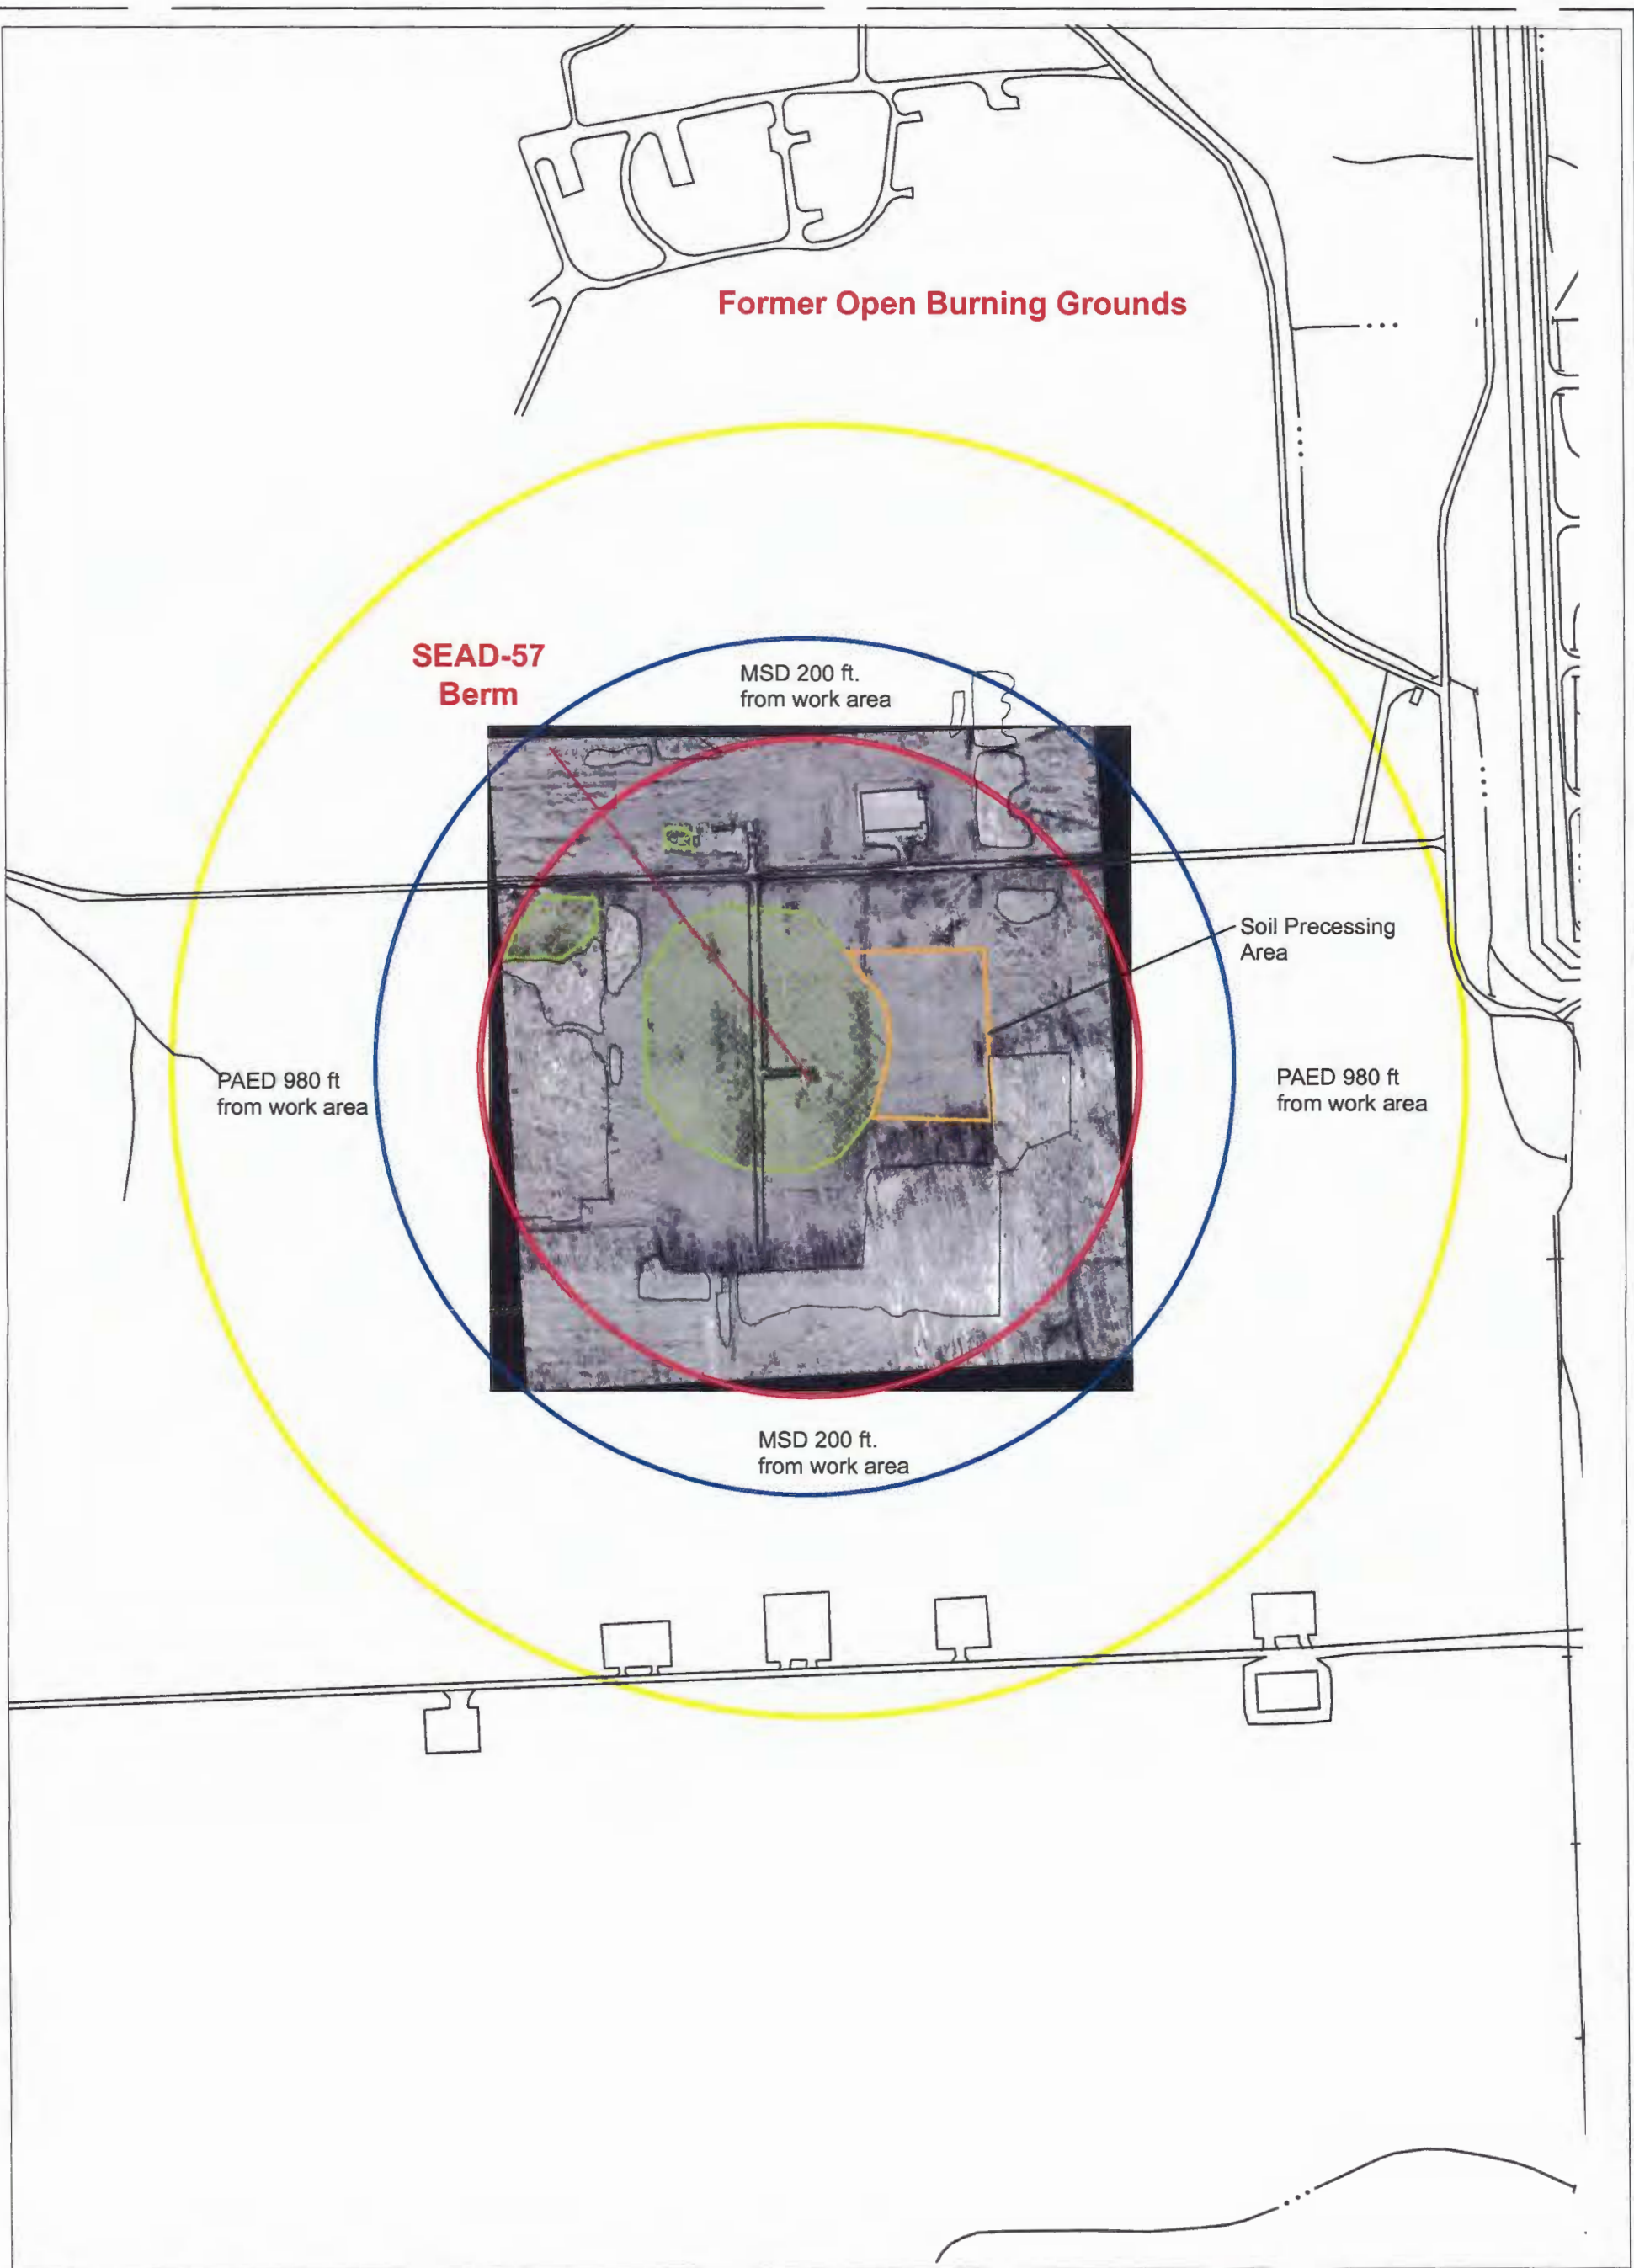 Former Open Burning Grounds
SEAD-57
Berm
MSD 200 ft.
from work area
Soil Precessing
Area
PAED 980 ft
from work area
PAED 980 ft
from work area
MSD 200 ft.
from work area